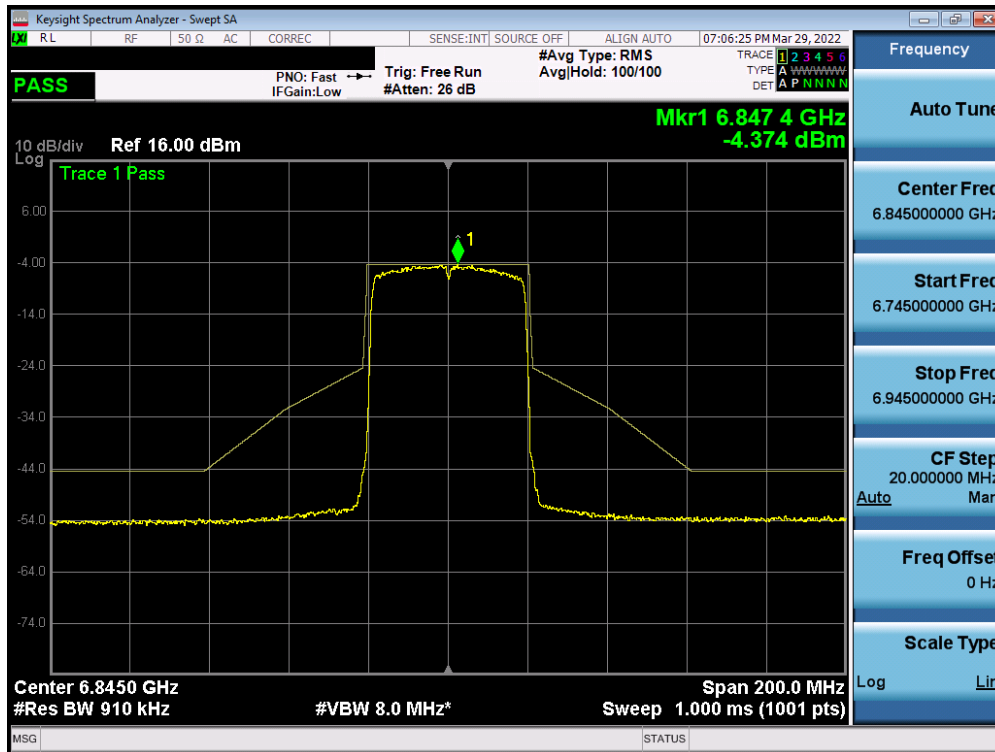 Keysight Spectrum Analyzer - Swept SA
LXI RL RF 50 Ω AC CORREC SENSE:INT SOURCE OFF ALIGN AUTO 07:06:25 PM Mar 29, 2022
PASS
PNO: Fast
IFGain:Low
Trig: Free Run
#Atten: 26 dB
#Avg Type: RMS
Avg|Hold: 100/100
TRACE 1 2 3 4 5 6
TYPE A WWWWW
DET A P N N N N
Mkr1 6.847 4 GHz
-4.374 dBm
10 dB/div Ref 16.00 dBm
Log
Trace 1 Pass
1
6.00
-4.00
-14.0
-24.0
-34.0
-44.0
-54.0
-64.0
-74.0
Center 6.8450 GHz Span 200.0 MHz
#Res BW 910 kHz #VBW 8.0 MHz* Sweep 1.000 ms (1001 pts)
MSG STATUS
Frequency
Auto Tune
Center Freq
6.845000000 GHz
Start Freq
6.745000000 GHz
Stop Freq
6.945000000 GHz
CF Step
20.000000 MHz
Auto Man
Freq Offset
0 Hz
Scale Type
Log Lin